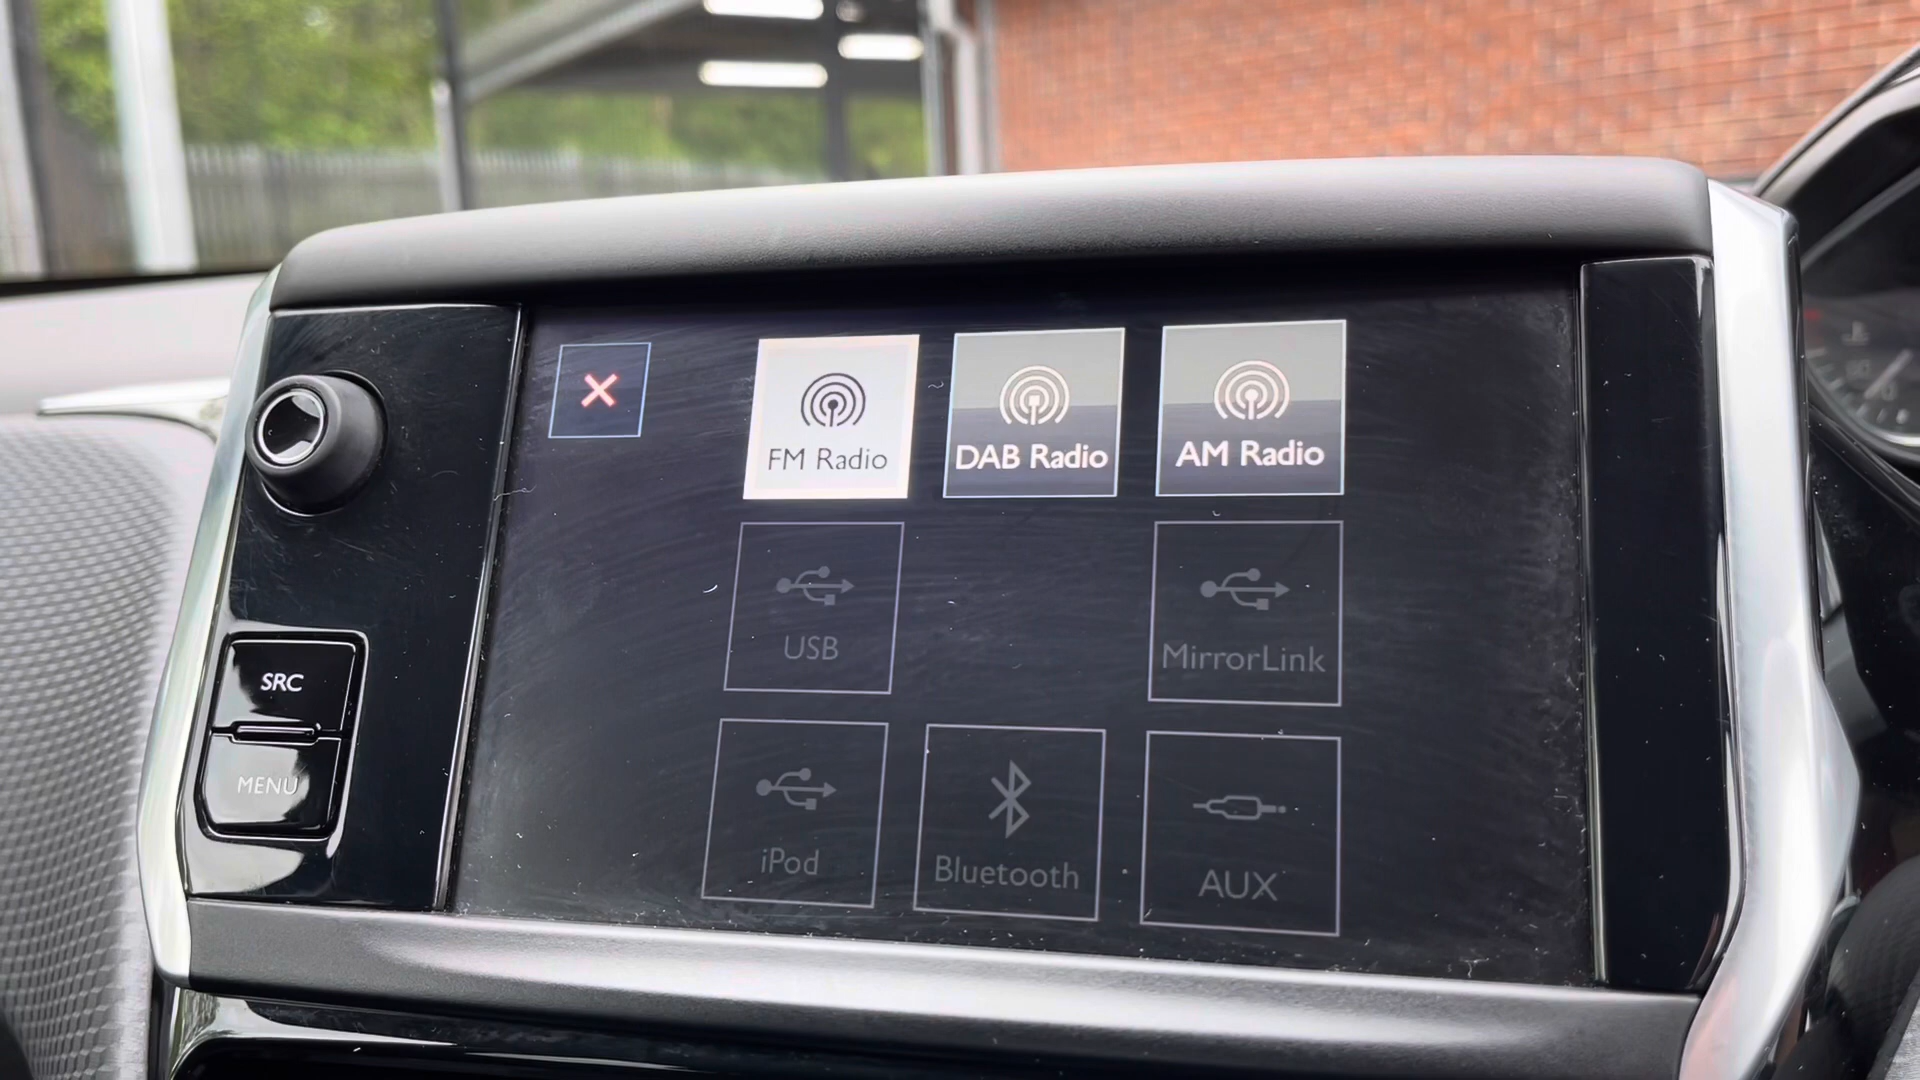 FM Radio
DAB Radio
AM Radio
USB
MirrorLink
SRC
MENU
iPod
Bluetooth
AUX